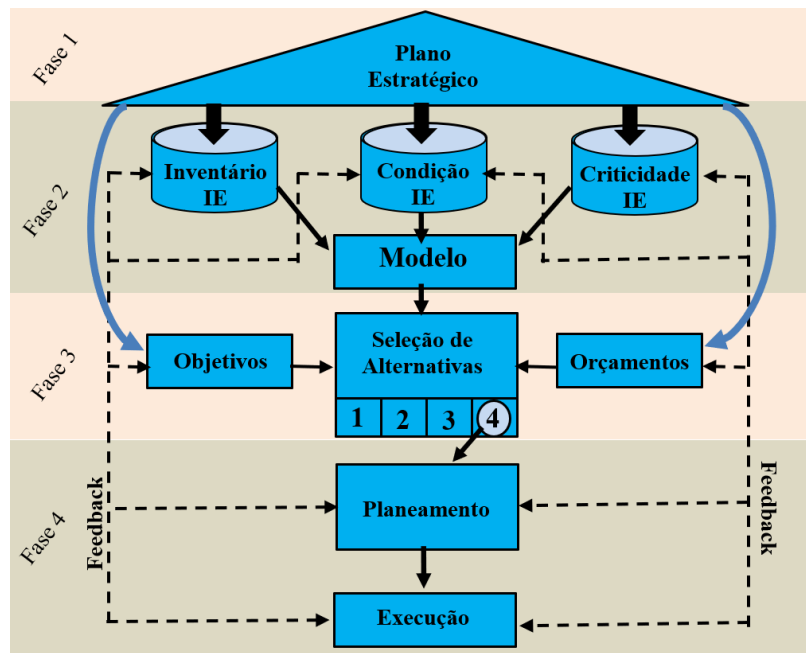 Fase 1
Plano
Estratégico
Fase 2
Inventário
IE
Condição
IE
Criticidade
IE
Modelo
Fase 3
Objetivos
Seleção de
Alternativas
Orçamentos
1 2 3 4
Fase 4
Feedback
Planeamento
Feedback
Execução